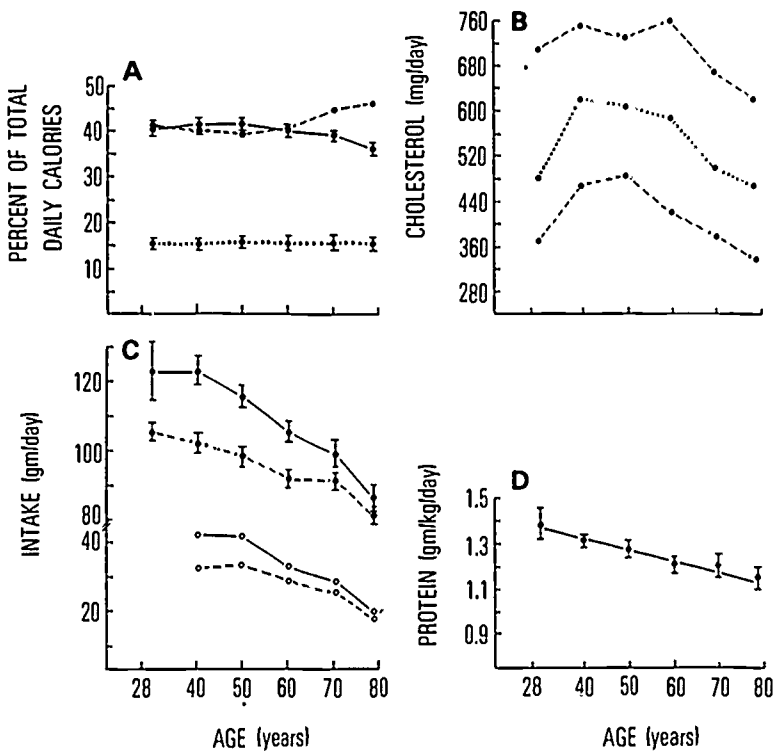 A
PERCENT OF TOTAL
DAILY CALORIES
50
40
30
20
10
B
CHOLESTEROL (mg/day)
760
680
600
520
440
360
280
C
INTAKE (gm/day)
120
100
80
40
20
28 40 50 60 70 80
AGE (years)
D
PROTEIN (gm/kg/day)
1.5
1.3
1.1
0.9
28 40 50 60 70 80
AGE (years)